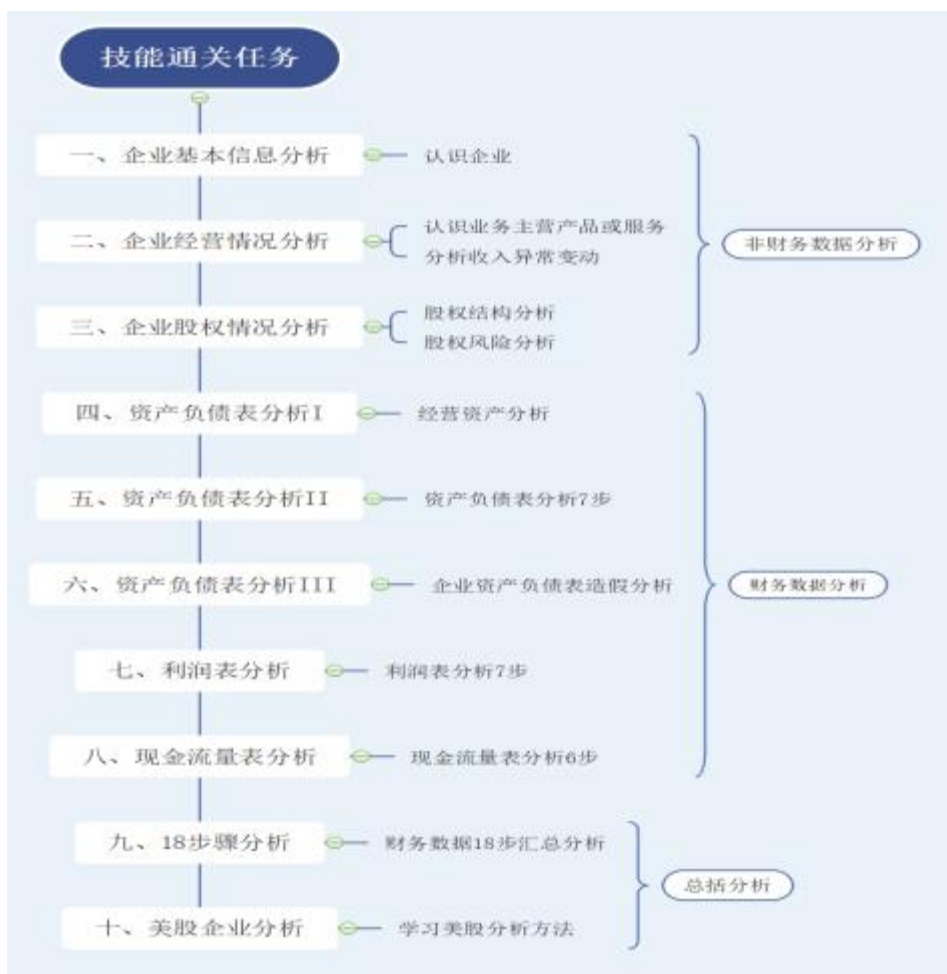 技能通关任务
一、企业基本信息分析
认识企业
二、企业经营情况分析
认识业务主营产品或服务
分析收入异常变动
三、企业股权情况分析
股权结构分析
股权风险分析
非财务数据分析
四、资产负债表分析I
经营资产分析
五、资产负债表分析II
资产负债表分析7步
六、资产负债表分析III
企业资产负债表造假分析
七、利润表分析
利润表分析7步
八、现金流量表分析
现金流量表分析6步
财务数据分析
九、18步骤分析
财务数据18步汇总分析
十、美股企业分析
学习美股分析方法
总括分析